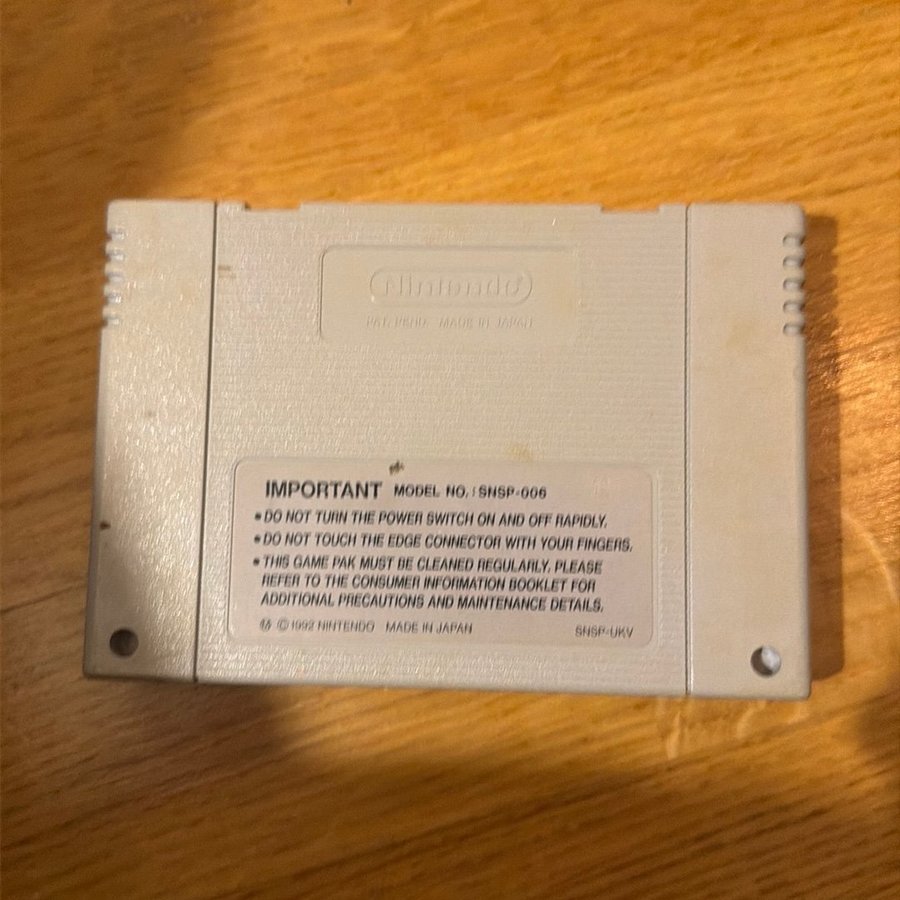 Nintendo
PAT. PEND. MADE IN JAPAN
IMPORTANT MODEL NO. : SNSP-006
• DO NOT TURN THE POWER SWITCH ON AND OFF RAPIDLY.
• DO NOT TOUCH THE EDGE CONNECTOR WITH YOUR FINGERS.
• THIS GAME PAK MUST BE CLEANED REGULARLY. PLEASE
REFER TO THE CONSUMER INFORMATION BOOKLET FOR
ADDITIONAL PRECAUTIONS AND MAINTENANCE DETAILS.
Ⓜ © 1992 NINTENDO MADE IN JAPAN SNSP-UKV